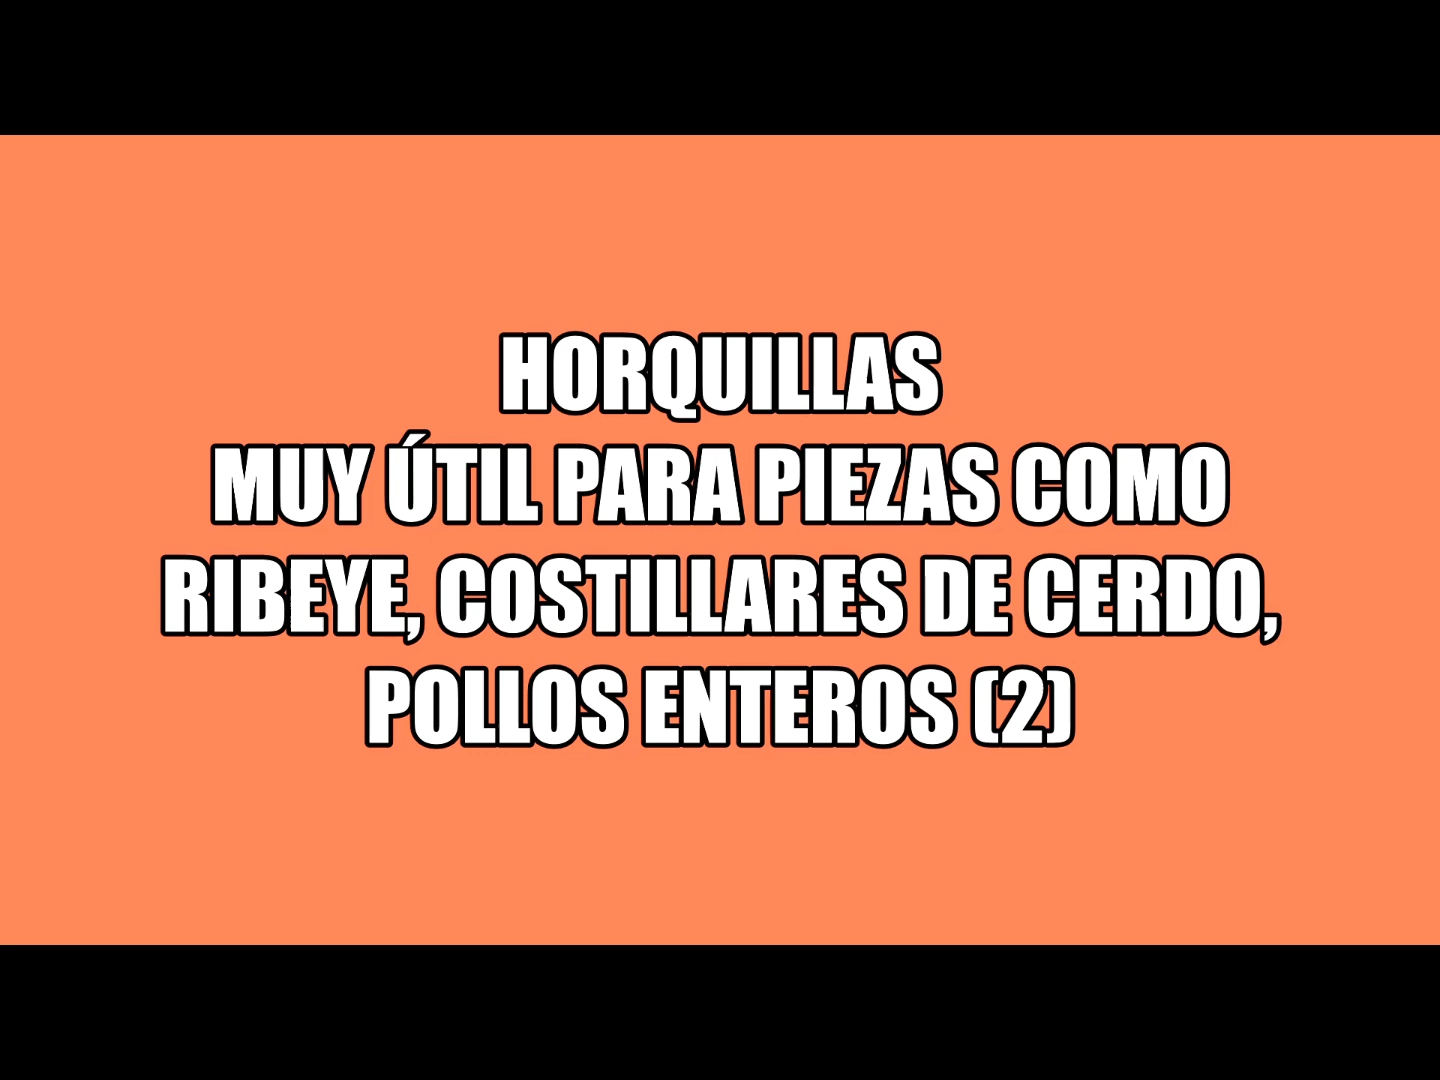 HORQUILLAS
MUY ÚTIL PARA PIEZAS COMO
RIBEYE, COSTILLARES DE CERDO,
POLLOS ENTEROS (2)